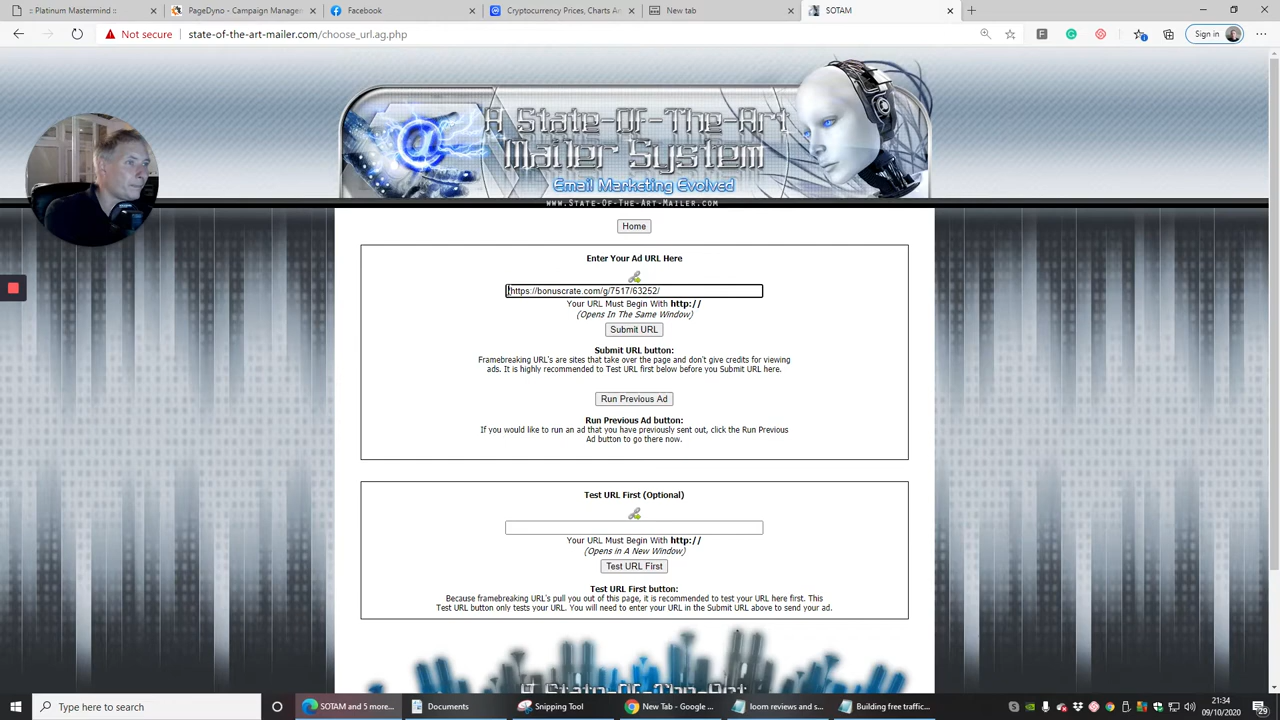 :: Platinum Mastermind ::
PageDyno - Campaign Manageme
Facebook
Cryptocurrency Prices, Charts An
New tab
SOTAM
Not secure
state-of-the-art-mailer.com/choose_url.ag.php
Sign in
A State-Of-The-Art
Mailer System
Email Marketing Evolved
www.State-Of-The-Art-Mailer.com
Home
Enter Your Ad URL Here
https://bonuscrate.com/g/7517/63252/
Your URL Must Begin With http://
(Opens In The Same Window)
Submit URL
Submit URL button:
Framebreaking URL's are sites that take over the page and don't give credits for viewing
ads. It is highly recommended to Test URL first below before you Submit URL here.
Run Previous Ad
Run Previous Ad button:
If you would like to run an ad that you have previously sent out, click the Run Previous
Ad button to go there now.
Test URL First (Optional)
Your URL Must Begin With http://
(Opens in A New Window)
Test URL First
Test URL First button:
Because framebreaking URL's pull you out of this page, it is recommended to test your URL here first. This
Test URL button only tests your URL. You will need to enter your URL in the Submit URL above to send your ad.
A State-Of-The-Art
Type here to search
SOTAM and 5 more...
Documents
Snipping Tool
New Tab - Google ...
loom reviews and s...
Building free traffic...
21:34
09/10/2020